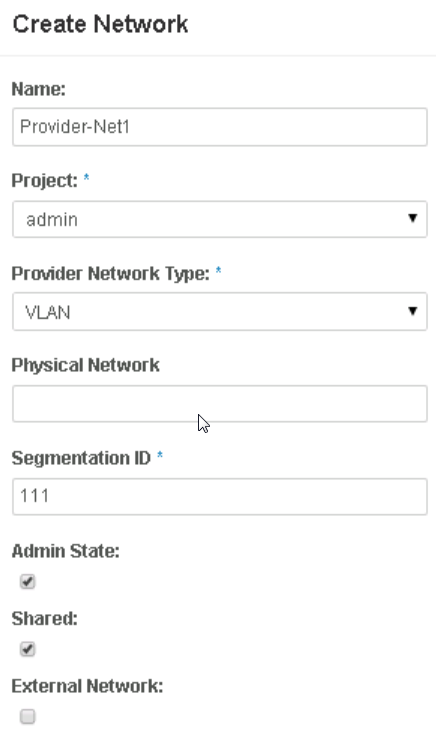 Create Network
Name:
Provider-Net1
Project: *
admin
Provider Network Type: *
VLAN
Physical Network
Segmentation ID *
111
Admin State:
Shared:
External Network: